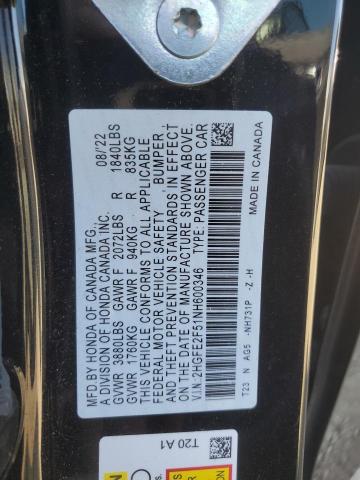 MFD. BY HONDA OF CANADA MFG., 08/'22
A DIVISION OF HONDA CANADA INC.
GVWR 3880LBS GAWR F 2072LBS R 1840LBS
GVWR 1760KG GAWR F 940KG R 835KG
THIS VEHICLE CONFORMS TO ALL APPLICABLE
FEDERAL MOTOR VEHICLE SAFETY, BUMPER,
AND THEFT PREVENTION STANDARDS IN EFFECT
ON THE DATE OF MANUFACTURE SHOWN ABOVE.
V.I.N.: 2HGFE2F51NH600346 TYPE: PASSENGER CAR
T23 N AG5 -NH731P -Z -H MADE IN CANADA
T20 A1